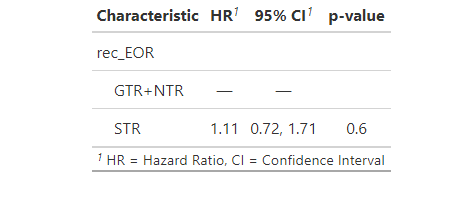 Characteristic HR1 95% CI1 p-value
rec_EOR
GTR+NTR — —
STR 1.11 0.72, 1.71 0.6
1 HR = Hazard Ratio, CI = Confidence Interval